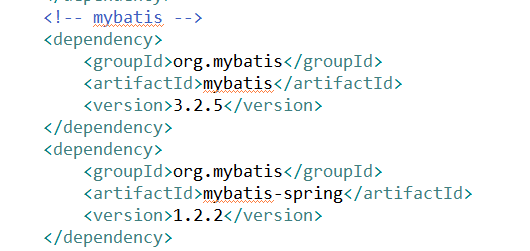 </dependency>
<!-- mybatis -->
<dependency>
<groupId>org.mybatis</groupId>
<artifactId>mybatis</artifactId>
<version>3.2.5</version>
</dependency>
<dependency>
<groupId>org.mybatis</groupId>
<artifactId>mybatis-spring</artifactId>
<version>1.2.2</version>
</dependency>